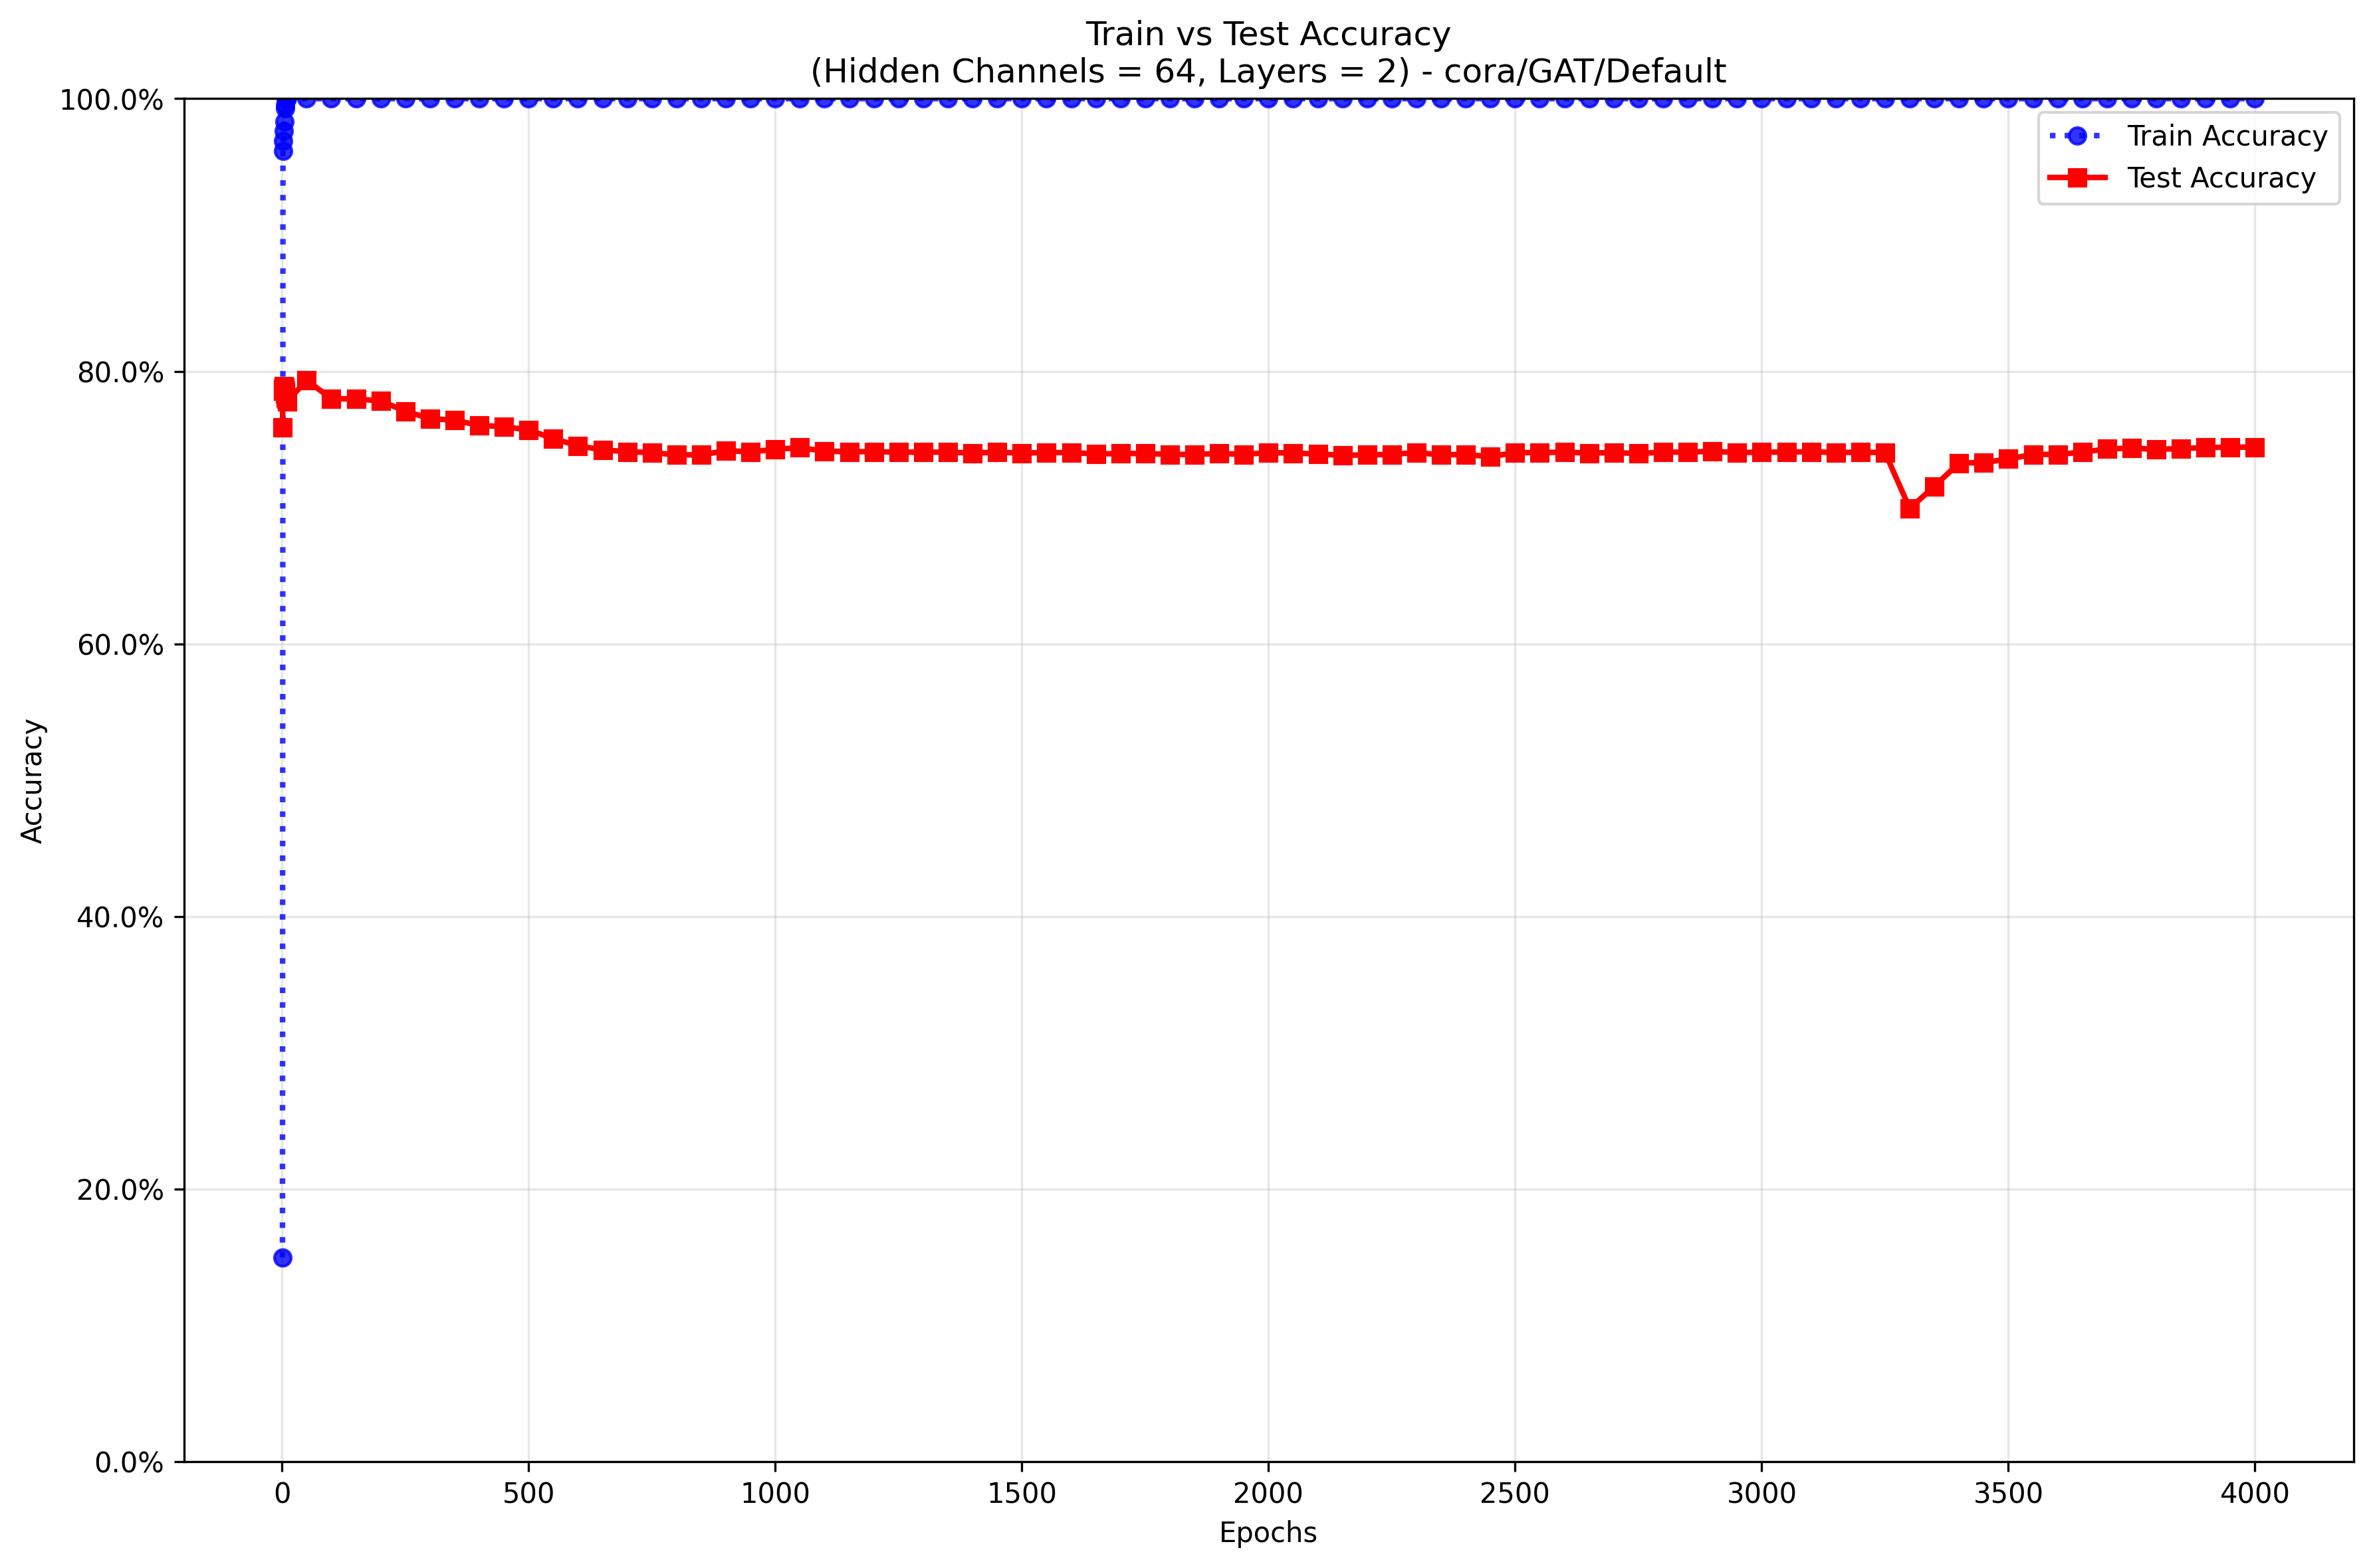 Train vs Test Accuracy
(Hidden Channels = 64, Layers = 2) - cora/GAT/Default
100.0%
80.0%
60.0%
40.0%
20.0%
0.0%
Accuracy
Train Accuracy
Test Accuracy
0 500 1000 1500 2000 2500 3000 3500 4000
Epochs